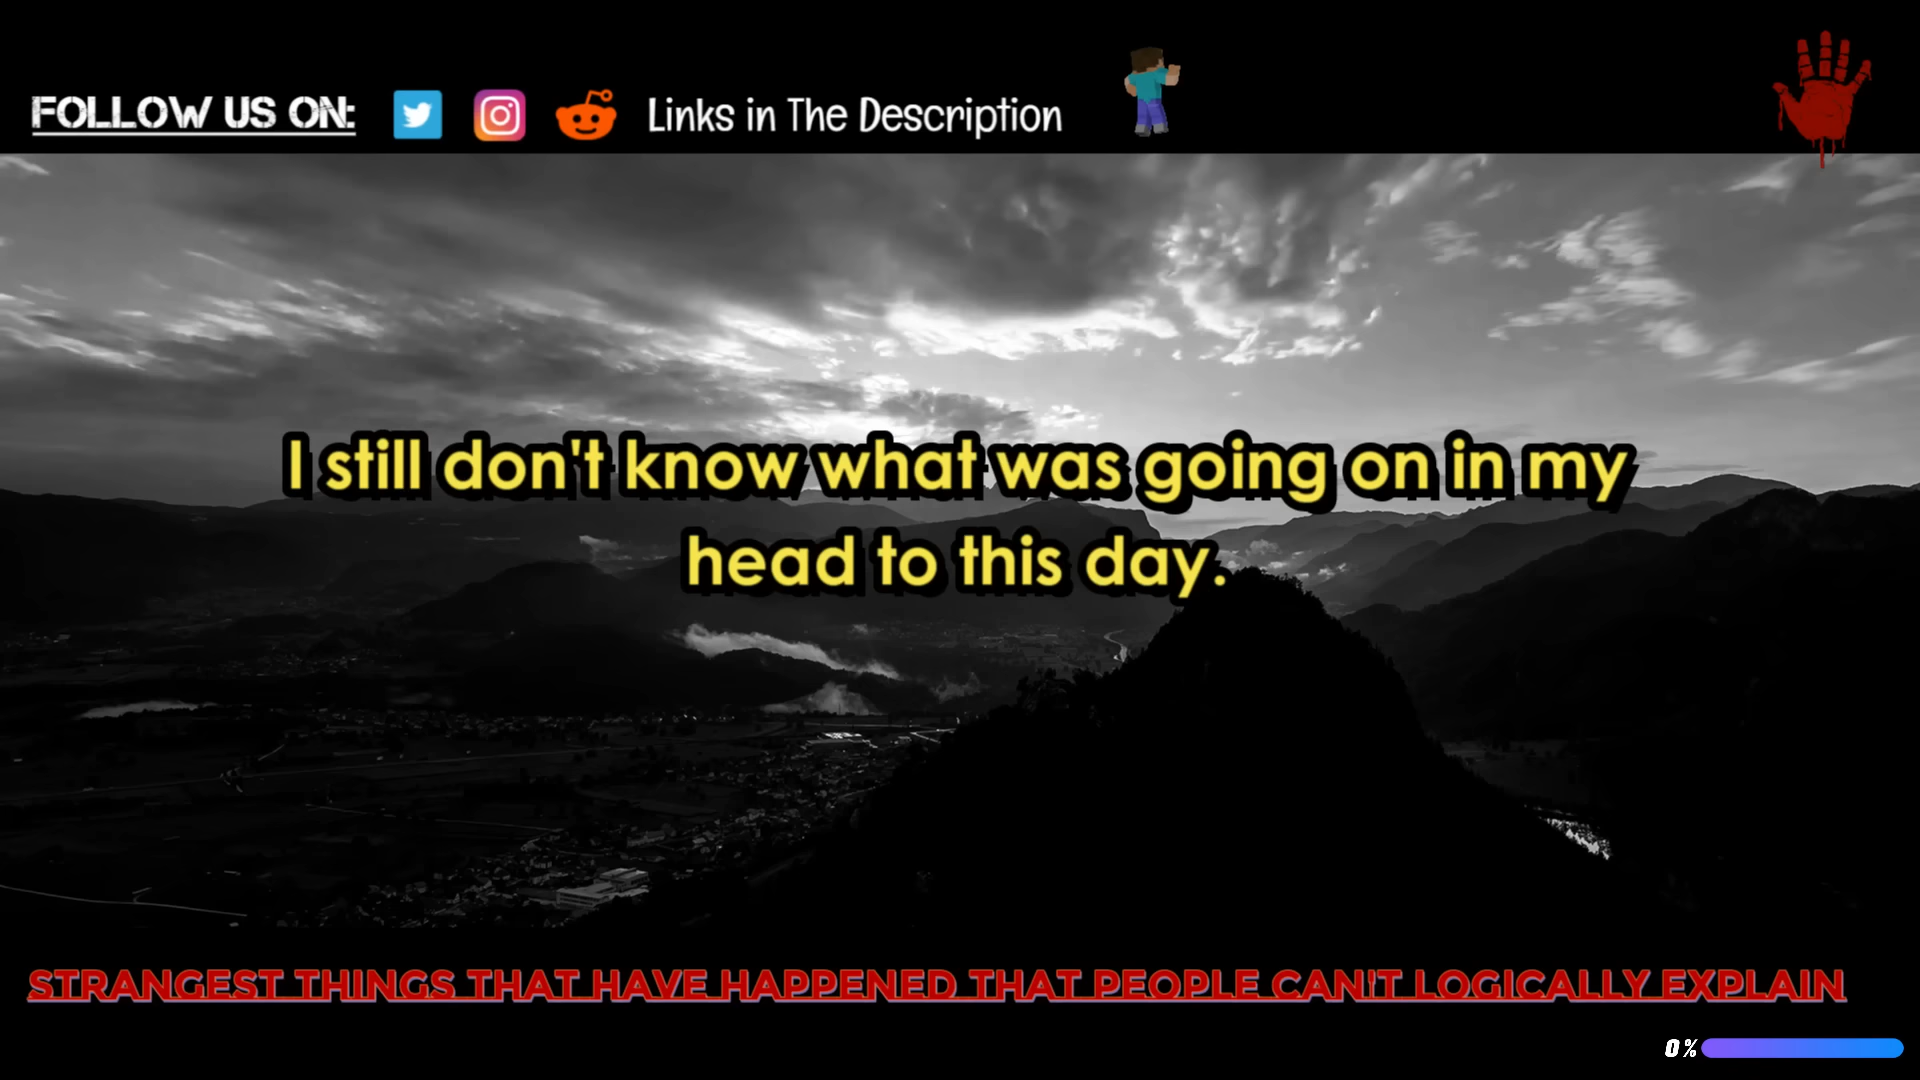 FOLLOW US ON:
Links in The Description
I still don't know what was going on in my
head to this day.
STRANGEST THINGS THAT HAVE HAPPENED THAT PEOPLE CAN'T LOGICALLY EXPLAIN
0%